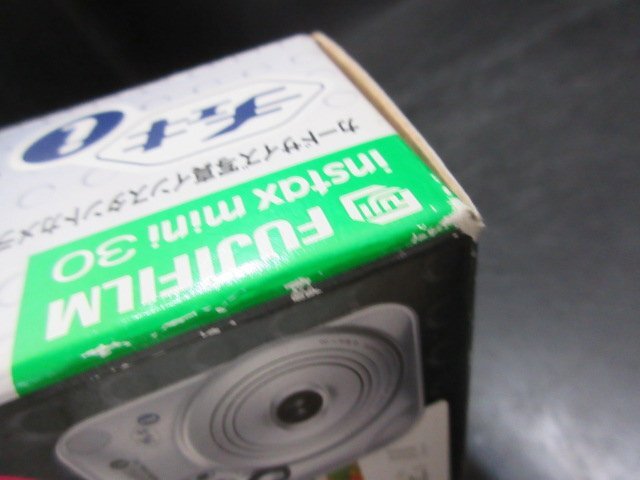 チェキ i
カードサイズ写真インスタントカメラ
FUJI FUJIFILM
instax mini 30